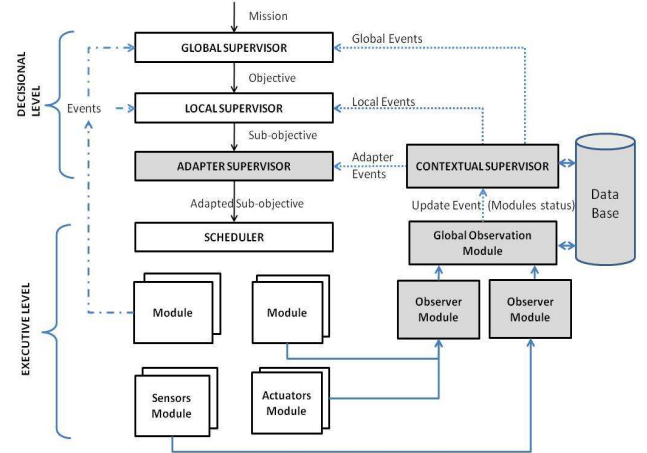 Mission
GLOBAL SUPERVISOR
Global Events
DECISIONAL
LEVEL
Objective
Events
LOCAL SUPERVISOR
Local Events
Sub-objective
ADAPTER SUPERVISOR
Adapter
Events
CONTEXTUAL SUPERVISOR
Data
Base
Adapted Sub-objective
Update Event (Modules status)
SCHEDULER
Global Observation
Module
EXECUTIVE LEVEL
Module
Module
Observer
Module
Observer
Module
Sensors
Module
Actuators
Module